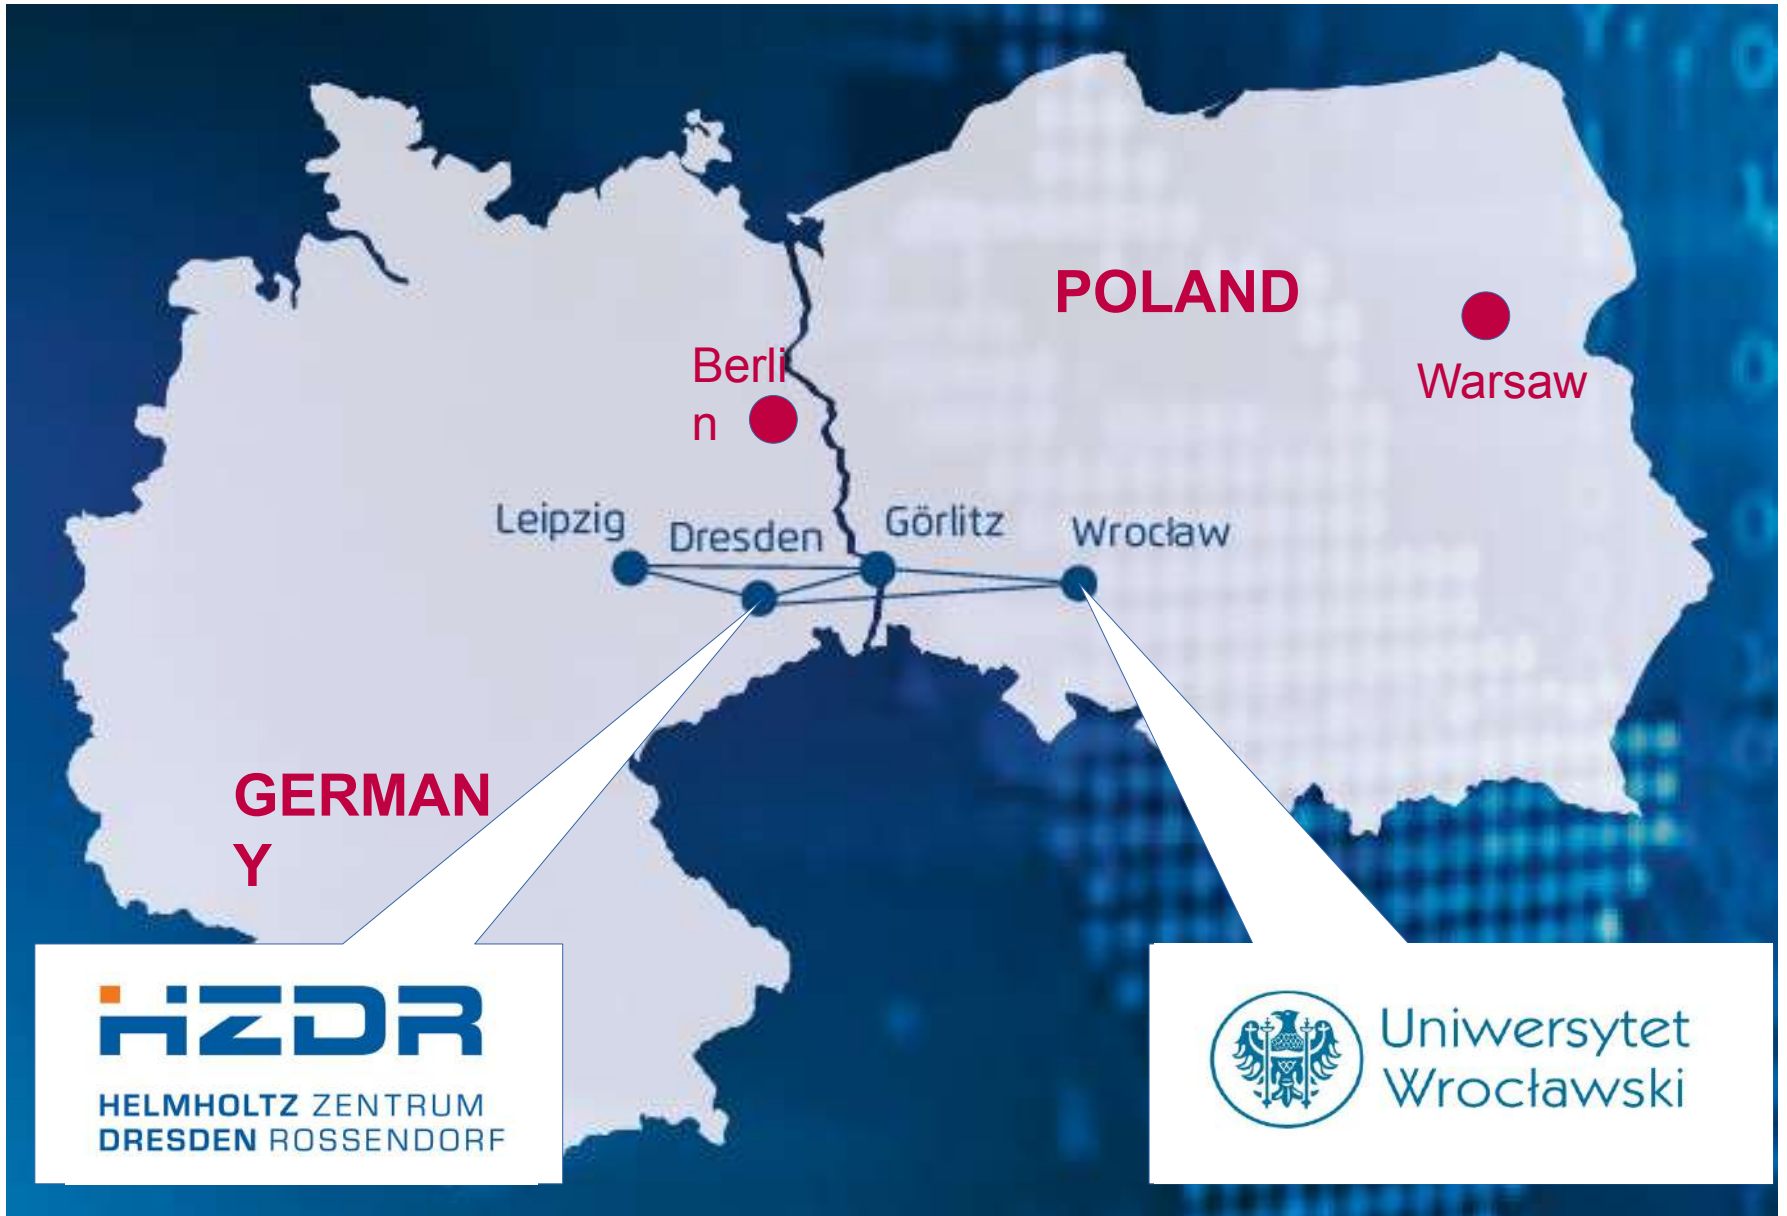 POLAND
Warsaw
Berli
n
Leipzig
Dresden
Görlitz
Wrocław
GERMAN
Y
HZDR
HELMHOLTZ ZENTRUM
DRESDEN ROSSENDORF
Uniwersytet
Wrocławski